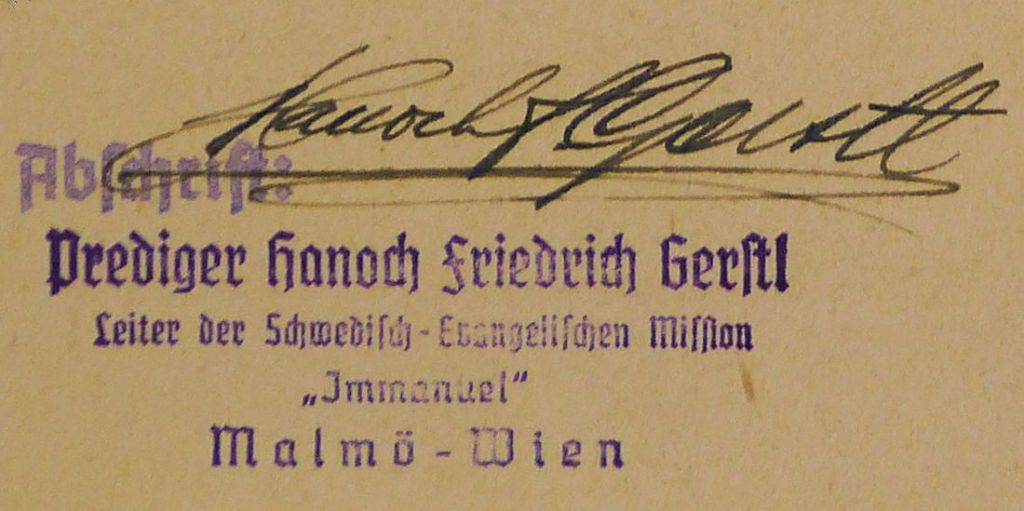 Hanoch F Gerstl
Abschrift:
Prediger Hanoch Friedrich Gerstl
Leiter der Schwedisch-Evangelischen Mission
„Immanuel“
Malmö-Wien